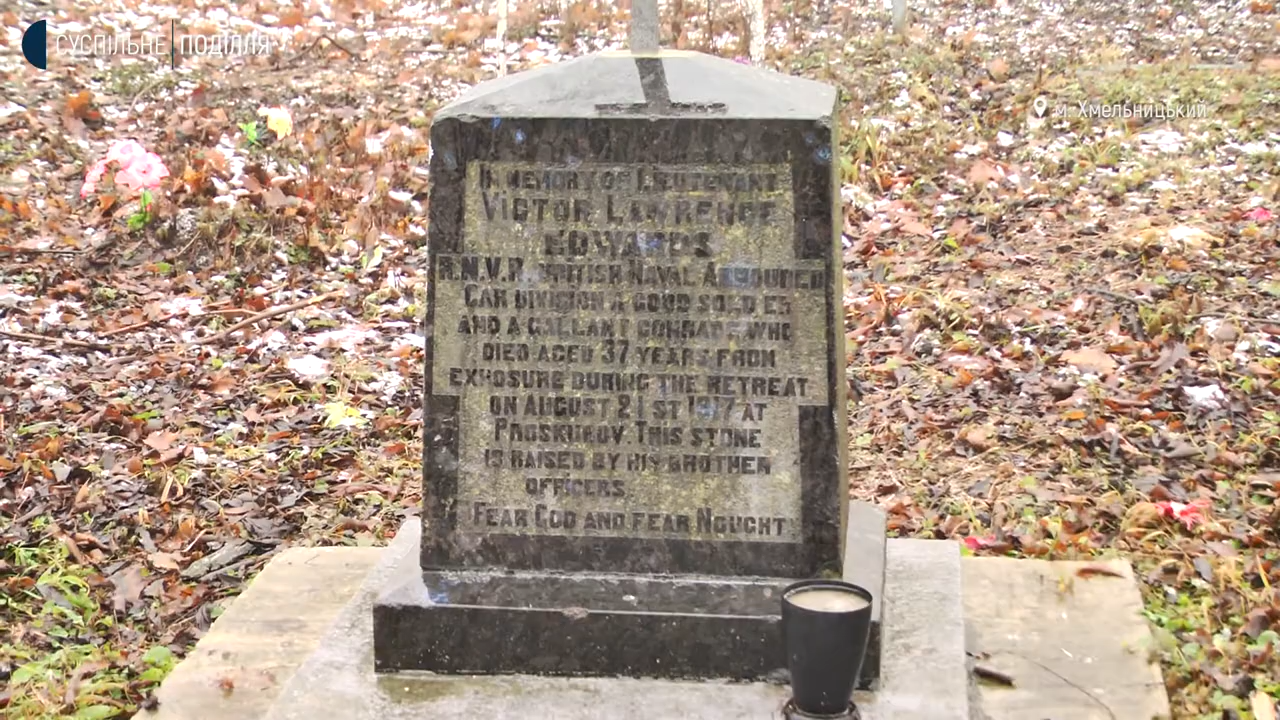 СУСПІЛЬНЕ | ПОДІЛЛЯ
м. Хмельницький
IN MEMORY OF LIEUTENANT
VICTOR LAWRENCE
EDWARDS
R.N.V.R. BRITISH NAVAL ARMOURED
CAR DIVISION A GOOD SOLDIER
AND A GALLANT COMRADE WHO
DIED AGED 37 YEARS FROM
EXPOSURE DURING THE RETREAT
ON AUGUST 21ST 1917 AT
PROSKUROV. THIS STONE
IS RAISED BY HIS BROTHER
OFFICERS
FEAR GOD AND FEAR NOUGHT